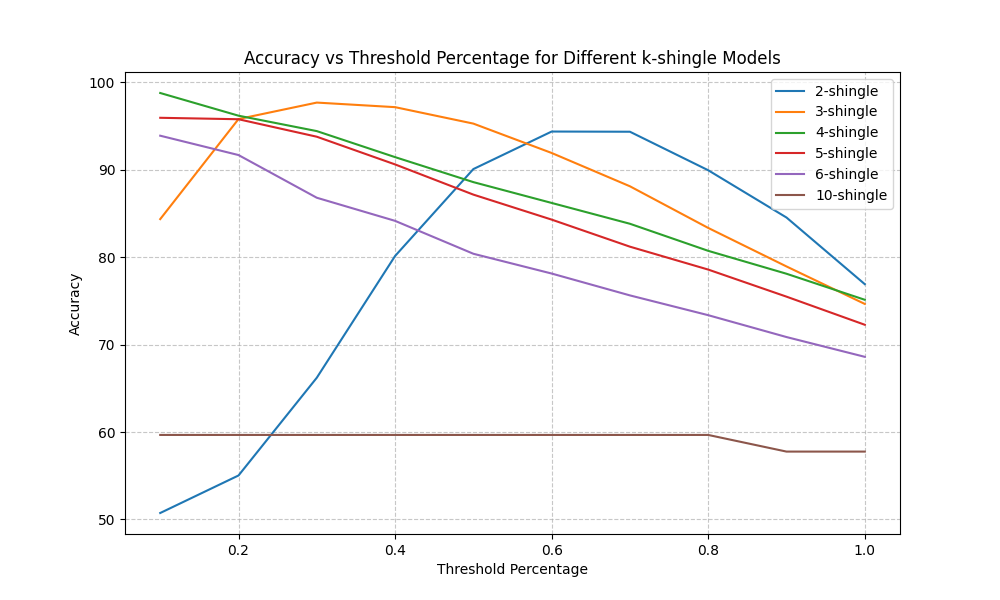 Accuracy vs Threshold Percentage for Different k-shingle Models
100
90
80
70
60
50
Accuracy
0.2
0.4
0.6
0.8
1.0
Threshold Percentage
2-shingle
3-shingle
4-shingle
5-shingle
6-shingle
10-shingle